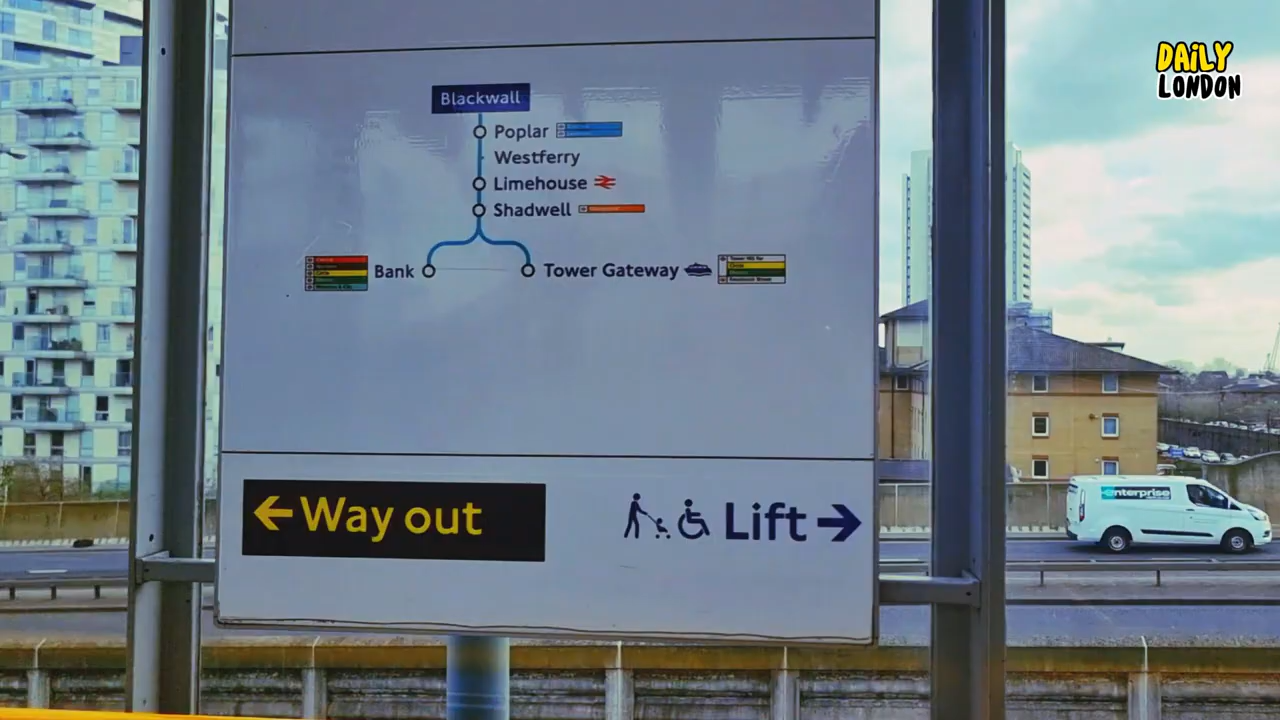 DAILY
LONDON
Blackwall
Poplar
Westferry
Limehouse
Shadwell
Bank
Tower Gateway
Way out
Lift
enterprise